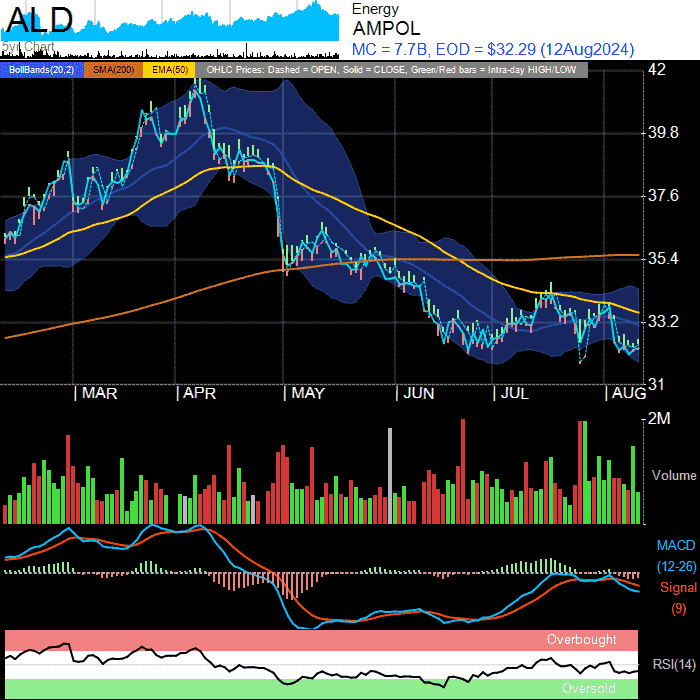 ALD
5yr Chart
Energy
AMPOL
MC = 7.7B, EOD = $32.29 (12Aug2024)
BollBands(20,2) SMA(200) EMA(50) OHLC Prices: Dashed = OPEN, Solid = CLOSE, Green/Red bars = Intra-day HIGH/LOW
42
39.8
37.6
35.4
33.2
31
MAR APR MAY JUN JUL AUG
2M
Volume
MACD
(12-26)
Signal
(9)
Overbought
RSI(14)
Oversold